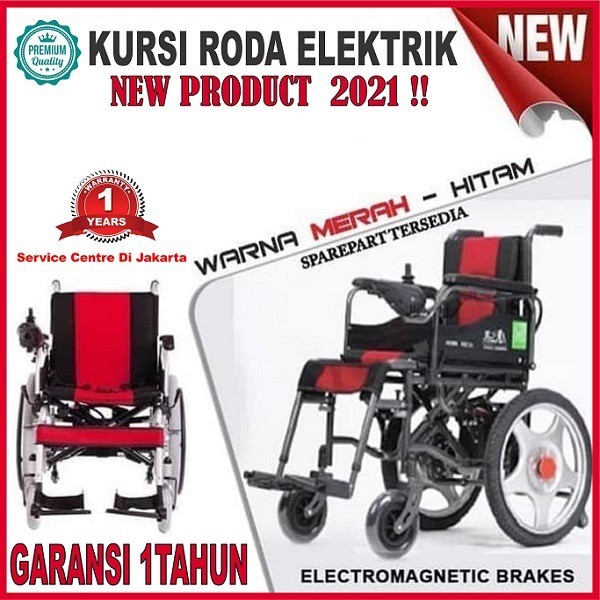 PREMIUM
Quality
KURSI RODA ELEKTRIK
NEW PRODUCT 2021 !!
NEW
WARRANTY
1
YEARS
Service Centre Di Jakarta
WARNA MERAH - HITAM
SPAREPART TERSEDIA
GARANSI 1TAHUN
ELECTROMAGNETIC BRAKES